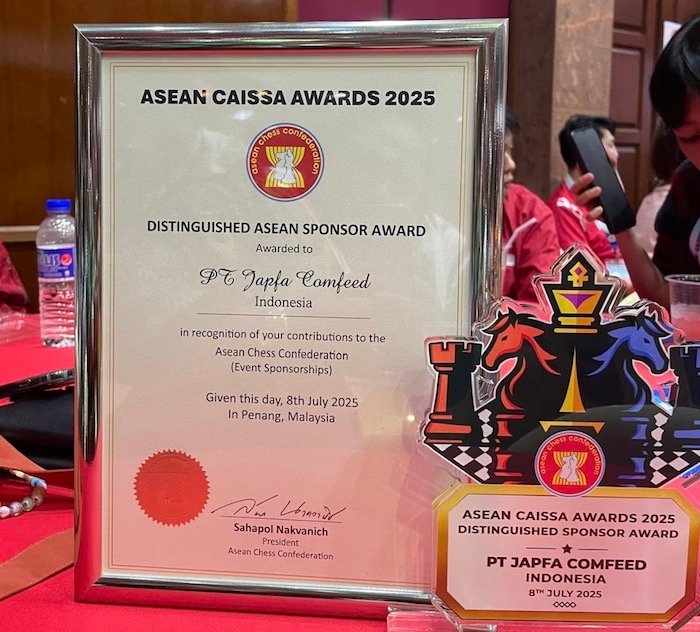 ASEAN CAISSA AWARDS 2025
asean chess confederation
DISTINGUISHED ASEAN SPONSOR AWARD
Awarded to
PT Japfa Comfeed
Indonesia
in recognition of your contributions to the
Asean Chess Confederation
(Event Sponsorships)
Given this day, 8th July 2025
In Penang, Malaysia
Sahapol Nakvanich
President
Asean Chess Confederation
asean chess confederation
ASEAN CAISSA AWARDS 2025
DISTINGUISHED SPONSOR AWARD
PT JAPFA COMFEED
INDONESIA
8TH JULY 2025